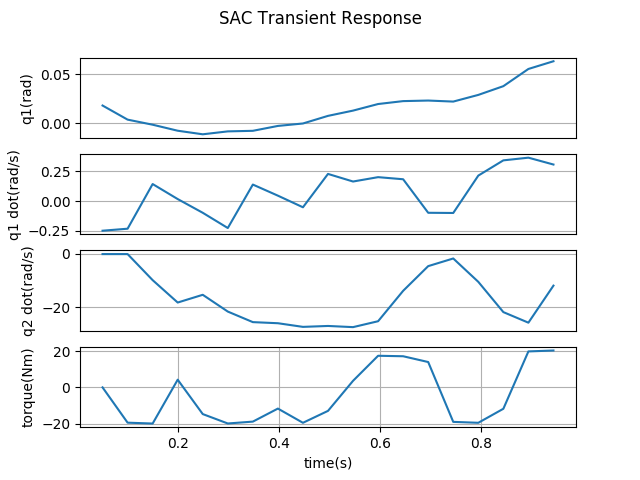 SAC Transient Response
q1(rad)
0.05
0.00
q1 dot(rad/s)
0.25
0.00
−0.25
q2 dot(rad/s)
0
−20
torque(Nm)
20
0
−20
0.2 0.4 0.6 0.8
time(s)